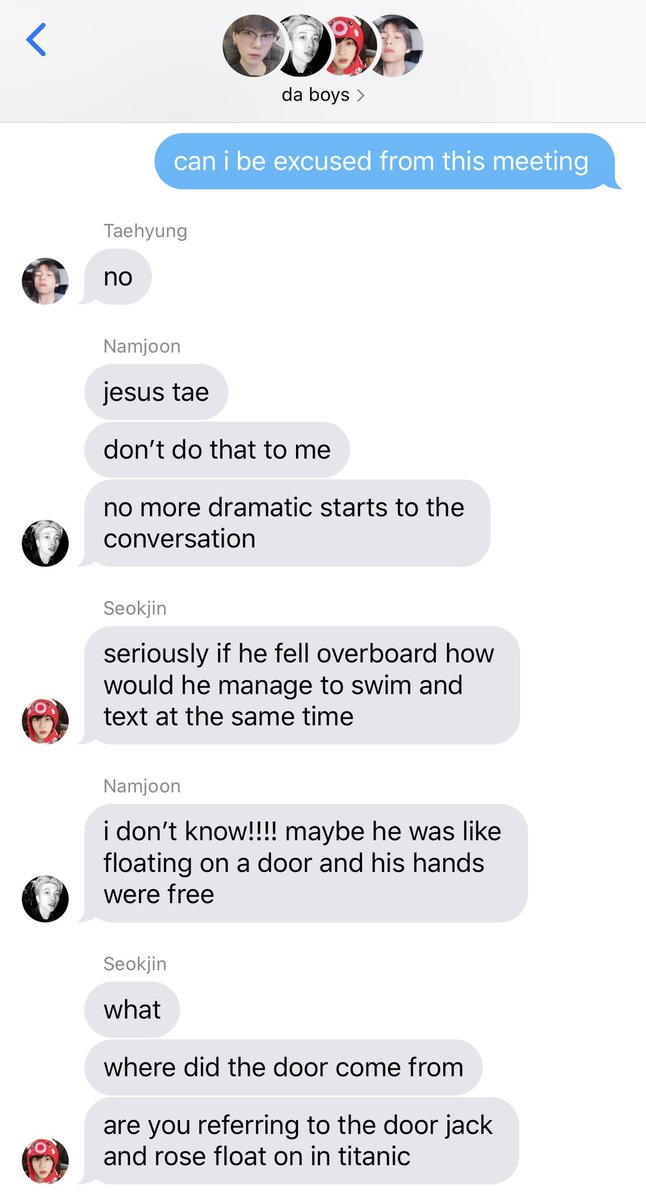 da boys
can i be excused from this meeting
Taehyung
no
Namjoon
jesus tae
don’t do that to me
no more dramatic starts to the
conversation
Seokjin
seriously if he fell overboard how
would he manage to swim and
text at the same time
Namjoon
i don’t know!!!! maybe he was like
floating on a door and his hands
were free
Seokjin
what
where did the door come from
are you referring to the door jack
and rose float on in titanic